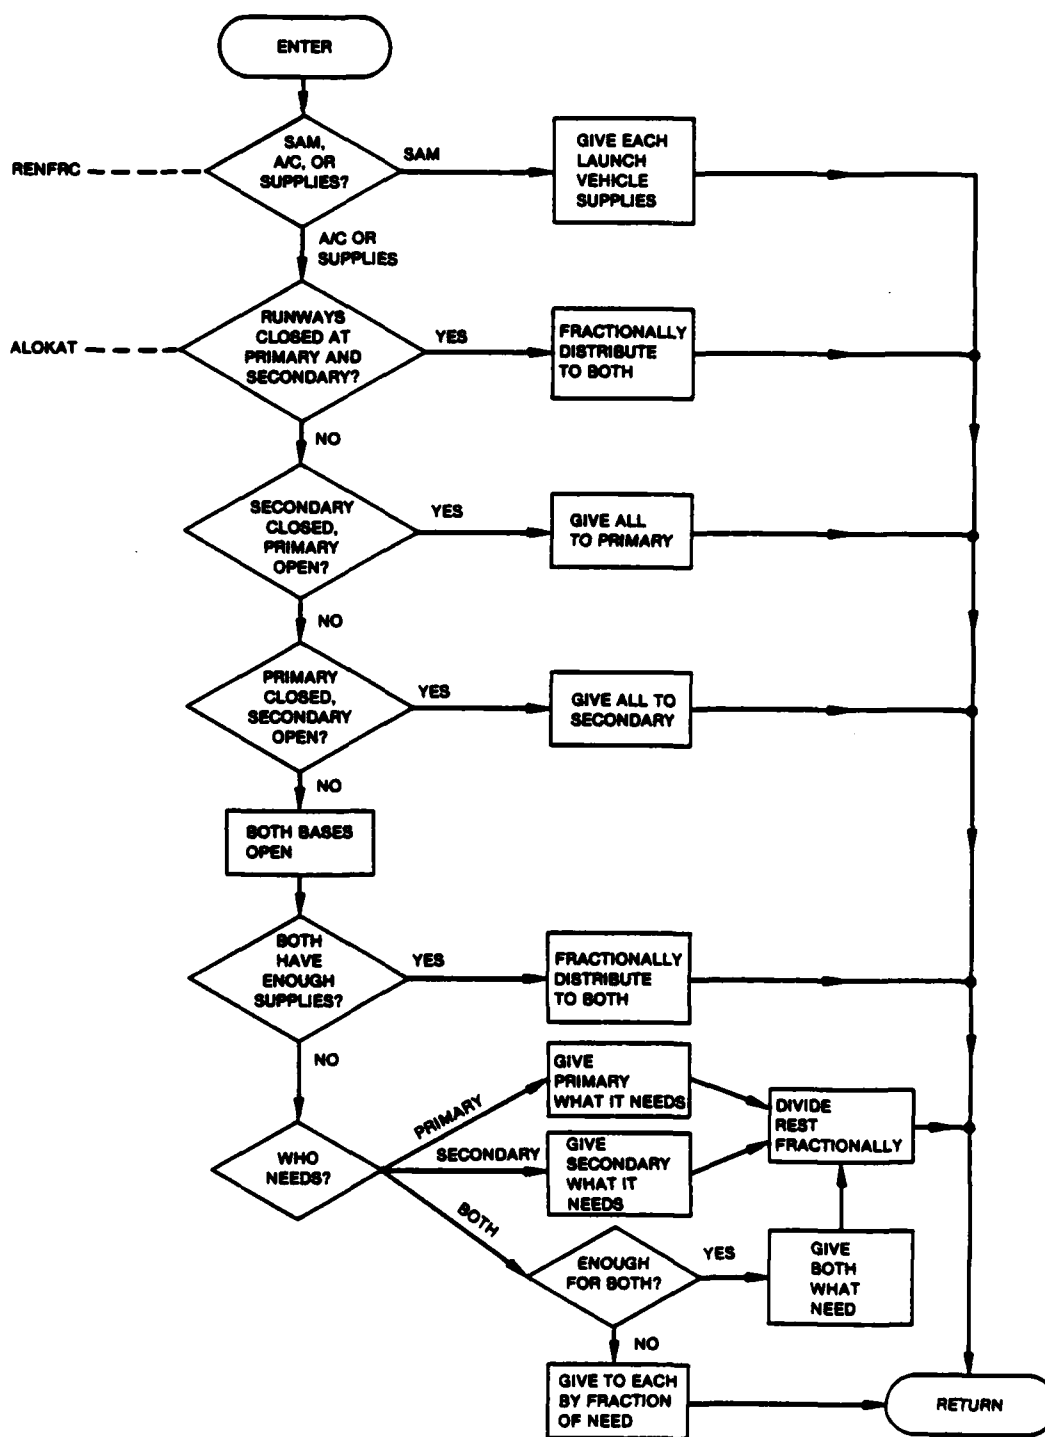 ENTER
SAM,
A/C, OR
SUPPLIES?
RENFRC
SAM
GIVE EACH
LAUNCH
VEHICLE
SUPPLIES
A/C OR
SUPPLIES
RUNWAYS
CLOSED AT
PRIMARY AND
SECONDARY?
ALOKAT
YES
FRACTIONALLY
DISTRIBUTE
TO BOTH
NO
SECONDARY
CLOSED,
PRIMARY
OPEN?
YES
GIVE ALL
TO PRIMARY
NO
PRIMARY
CLOSED,
SECONDARY
OPEN?
YES
GIVE ALL TO
SECONDARY
NO
BOTH BASES
OPEN
BOTH
HAVE
ENOUGH
SUPPLIES?
YES
FRACTIONALLY
DISTRIBUTE
TO BOTH
NO
WHO
NEEDS?
PRIMARY
GIVE
PRIMARY
WHAT IT NEEDS
SECONDARY
GIVE
SECONDARY
WHAT IT
NEEDS
DIVIDE
REST
FRACTIONALLY
BOTH
ENOUGH
FOR BOTH?
YES
GIVE
BOTH
WHAT
NEED
NO
GIVE TO EACH
BY FRACTION
OF NEED
RETURN